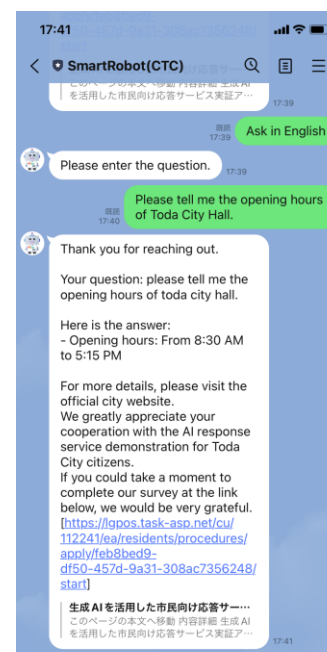 17:41
SmartRobot(CTC)
このページの本文へ移動 内容詳細 生成 AI
を活用した市民向け応答サービス実証ア…
17:39
既読
17:39
Ask in English
Please enter the question.
17:39
既読
17:40
Please tell me the opening hours
of Toda City Hall.
Thank you for reaching out.
Your question: please tell me the
opening hours of toda city hall.
Here is the answer:
- Opening hours: From 8:30 AM
to 5:15 PM
For more details, please visit the
official city website.
We greatly appreciate your
cooperation with the AI response
service demonstration for Toda
City citizens.
If you could take a moment to
complete our survey at the link
below, we would be very grateful.
[https://lgpos.task-asp.net/cu/
112241/ea/residents/procedures/
apply/feb8bed9-
df50-457d-9a31-308ac7356248/
start]
生成 AI を活用した市民向け応答サー…
このページの本文へ移動 内容詳細 生成 AI
を活用した市民向け応答サービス実証ア…
17:41